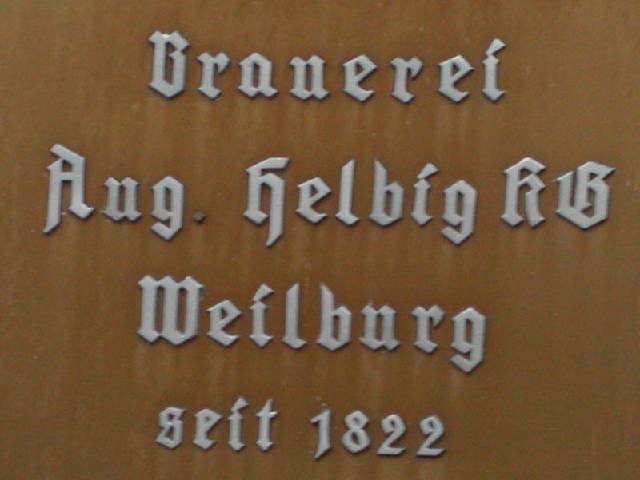 Brauerei
Aug. Helbig KG
Weilburg
seit 1822